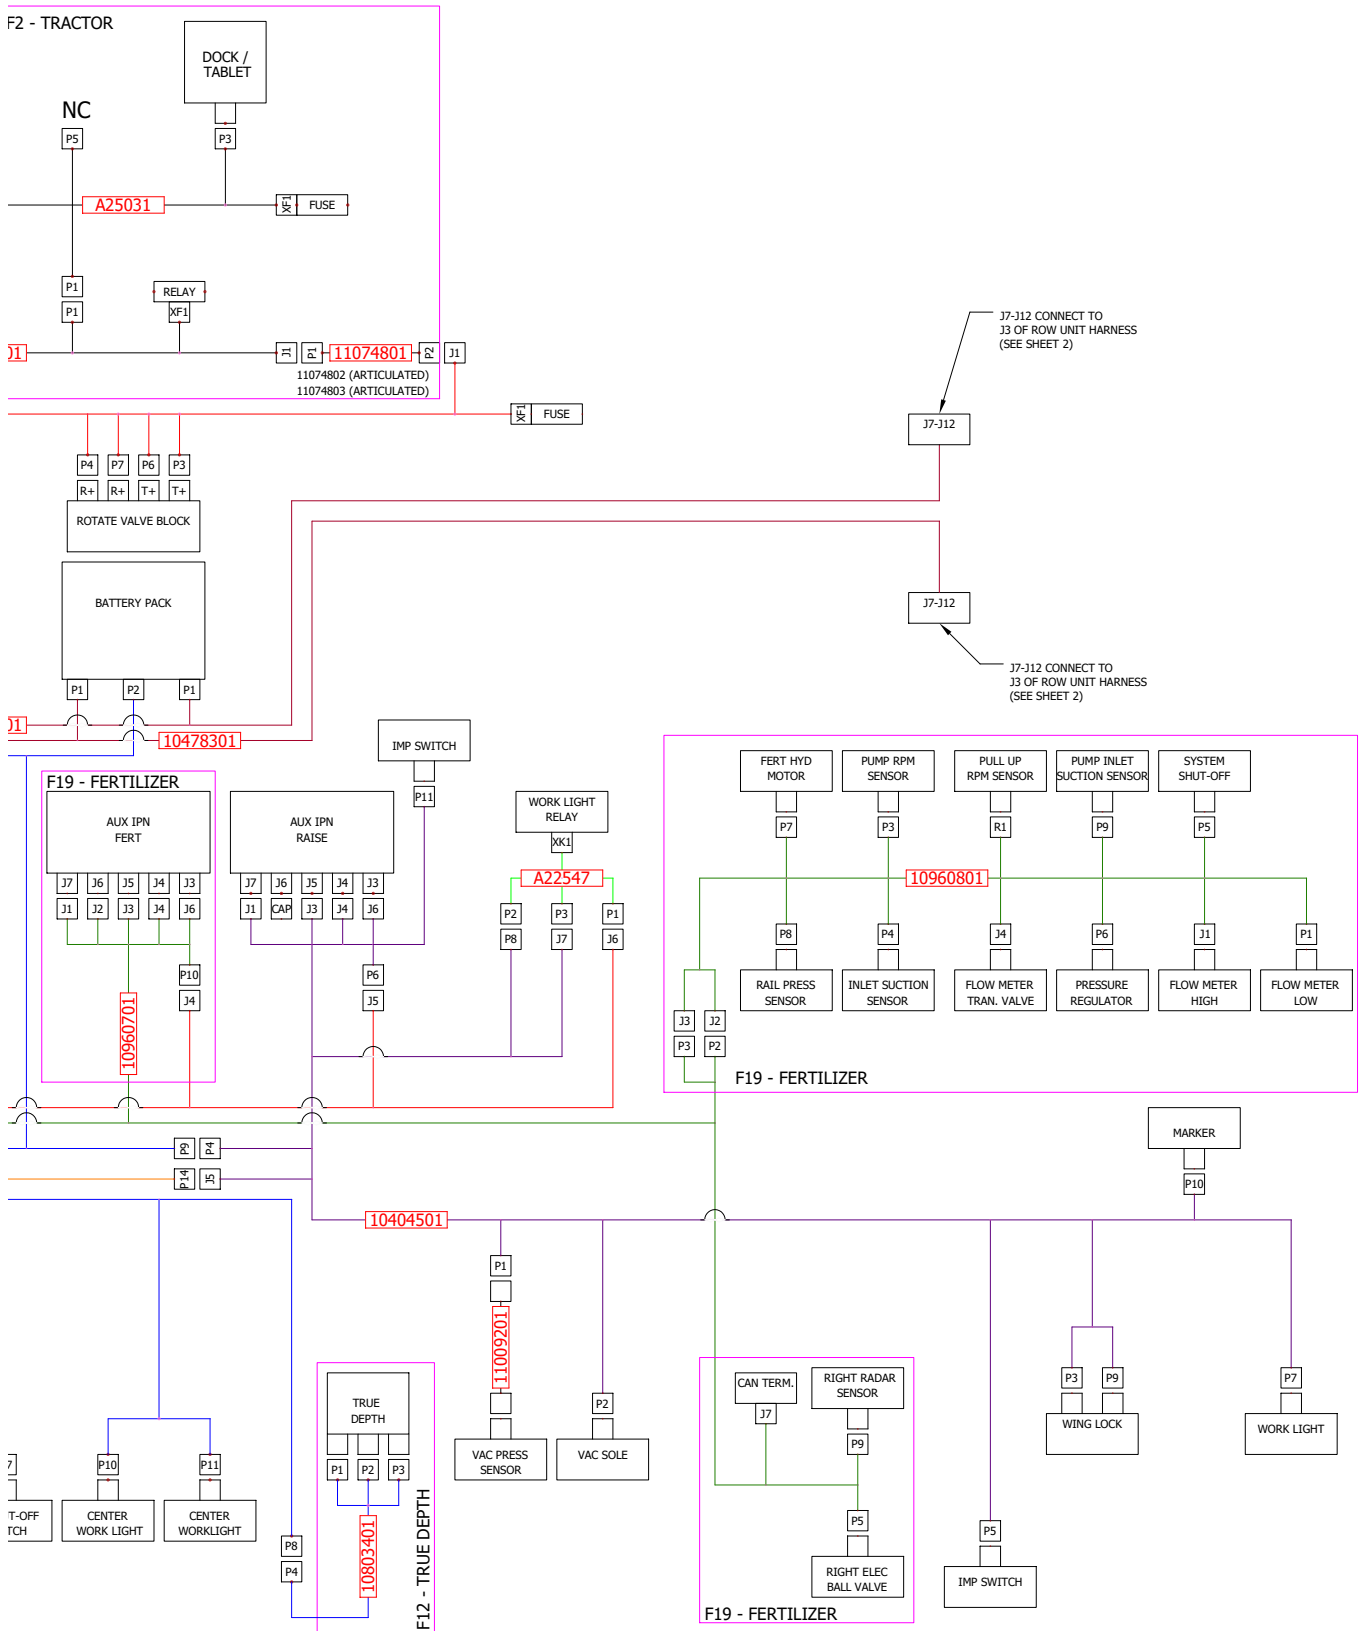 F2 - TRACTOR
DOCK /
TABLET
NC
P5
P3
A25031
XF1
FUSE
P1
P1
RELAY
XF1
01
J1
P1
11074801
P2
J1
11074802 (ARTICULATED)
11074803 (ARTICULATED)
J7-J12 CONNECT TO
J3 OF ROW UNIT HARNESS
(SEE SHEET 2)
XF1
FUSE
J7-J12
P4
P7
P6
P3
R+
R+
T+
T+
ROTATE VALVE BLOCK
BATTERY PACK
J7-J12
J7-J12 CONNECT TO
J3 OF ROW UNIT HARNESS
(SEE SHEET 2)
P1
P2
P1
01
10478301
IMP SWITCH
P11
F19 - FERTILIZER
AUX IPN
FERT
J7
J6
J5
J4
J3
J1
J2
J3
J4
J6
P10
J4
10960701
AUX IPN
RAISE
J7
J6
J5
J4
J3
J1
CAP
J3
J4
J6
P6
J5
WORK LIGHT
RELAY
XK1
A22547
P2
P3
P1
P8
J7
J6
FERT HYD
MOTOR
PUMP RPM
SENSOR
PULL UP
RPM SENSOR
PUMP INLET
SUCTION SENSOR
SYSTEM
SHUT-OFF
P7
P3
R1
P9
P5
10960801
P8
P4
J4
P6
J1
P1
RAIL PRESS
SENSOR
INLET SUCTION
SENSOR
FLOW METER
TRAN. VALVE
PRESSURE
REGULATOR
FLOW METER
HIGH
FLOW METER
LOW
J3
J2
P3
P2
F19 - FERTILIZER
P9
P4
P14
J5
MARKER
P10
10404501
P1
11009201
VAC PRESS
SENSOR
P2
VAC SOLE
CAN TERM.
J7
RIGHT RADAR
SENSOR
P9
P5
RIGHT ELEC
BALL VALVE
F19 - FERTILIZER
P5
IMP SWITCH
P3
P9
WING LOCK
P7
WORK LIGHT
7
T-OFF
TCH
P10
CENTER
WORK LIGHT
P11
CENTER
WORKLIGHT
P8
P4
TRUE
DEPTH
P1
P2
P3
10803401
F12 - TRUE DEPTH